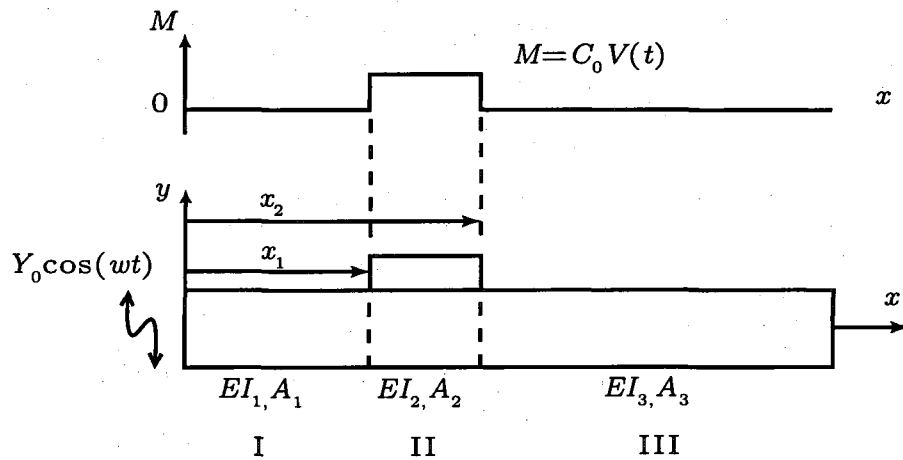 M
M=C₀V(t)
0
x
y
x₂
x₁
Y₀cos(wt)
x
EI₁,A₁
EI₂,A₂
EI₃,A₃
I
II
III